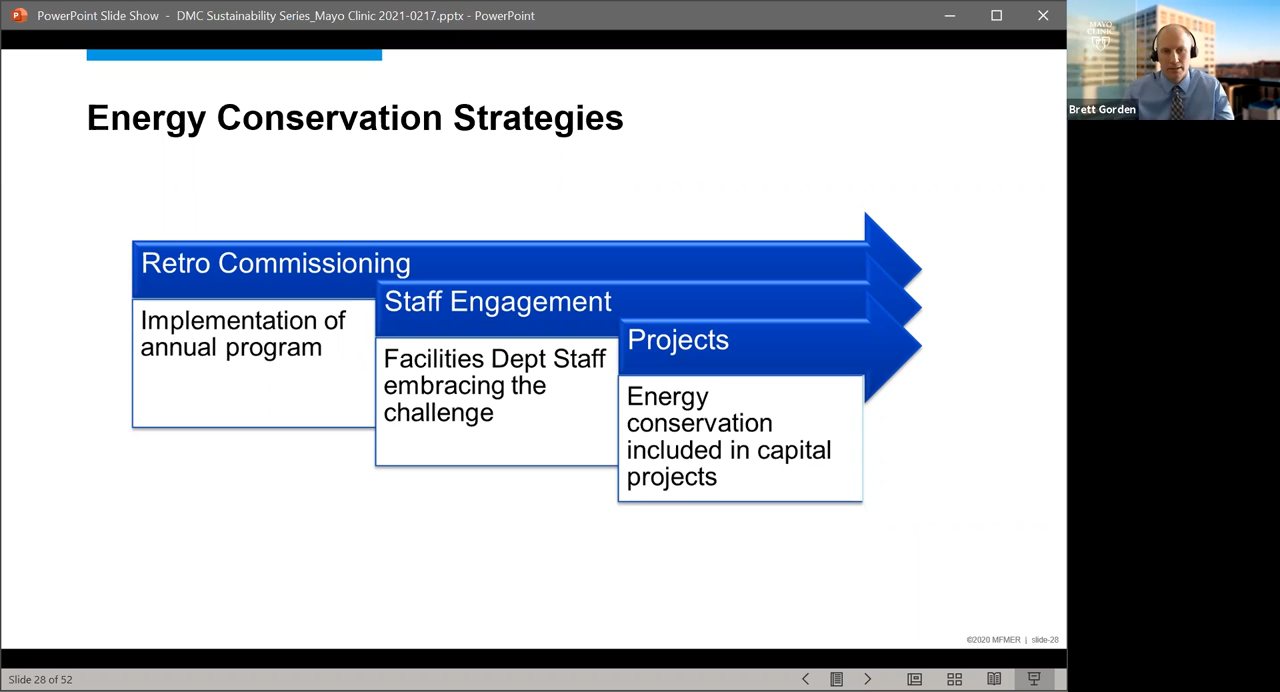 PowerPoint Slide Show - DMC Sustainability Series_Mayo Clinic 2021-0217.pptx - PowerPoint
MAYO
CLINIC
Brett Gorden
Energy Conservation Strategies
Retro Commissioning
Implementation of
annual program
Staff Engagement
Facilities Dept Staff
embracing the
challenge
Projects
Energy
conservation
included in capital
projects
©2020 MFMER | slide-28
Slide 28 of 52